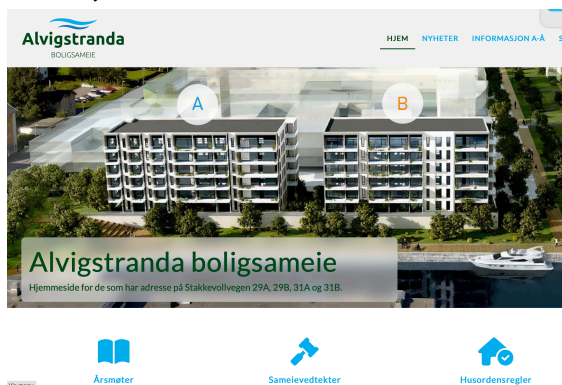 Alvigstranda
BOLIGSAMEIE
HJEM NYHETER INFORMASJON A-Å
A B
Alvigstranda boligsameie
Hjemmeside for de som har adresse på Stakkevollvegen 29A, 29B, 31A og 31B.
Årsmøter Sameievedtekter Husordensregler